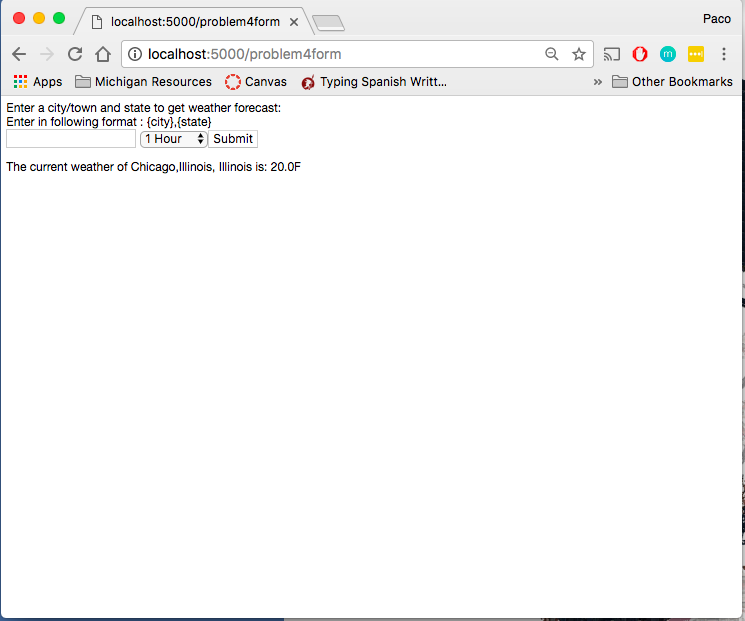 localhost:5000/problem4form
Paco
localhost:5000/problem4form
Apps Michigan Resources Canvas Typing Spanish Writt... » Other Bookmarks
Enter a city/town and state to get weather forecast:
Enter in following format : {city},{state}
1 Hour Submit
The current weather of Chicago,Illinois, Illinois is: 20.0F